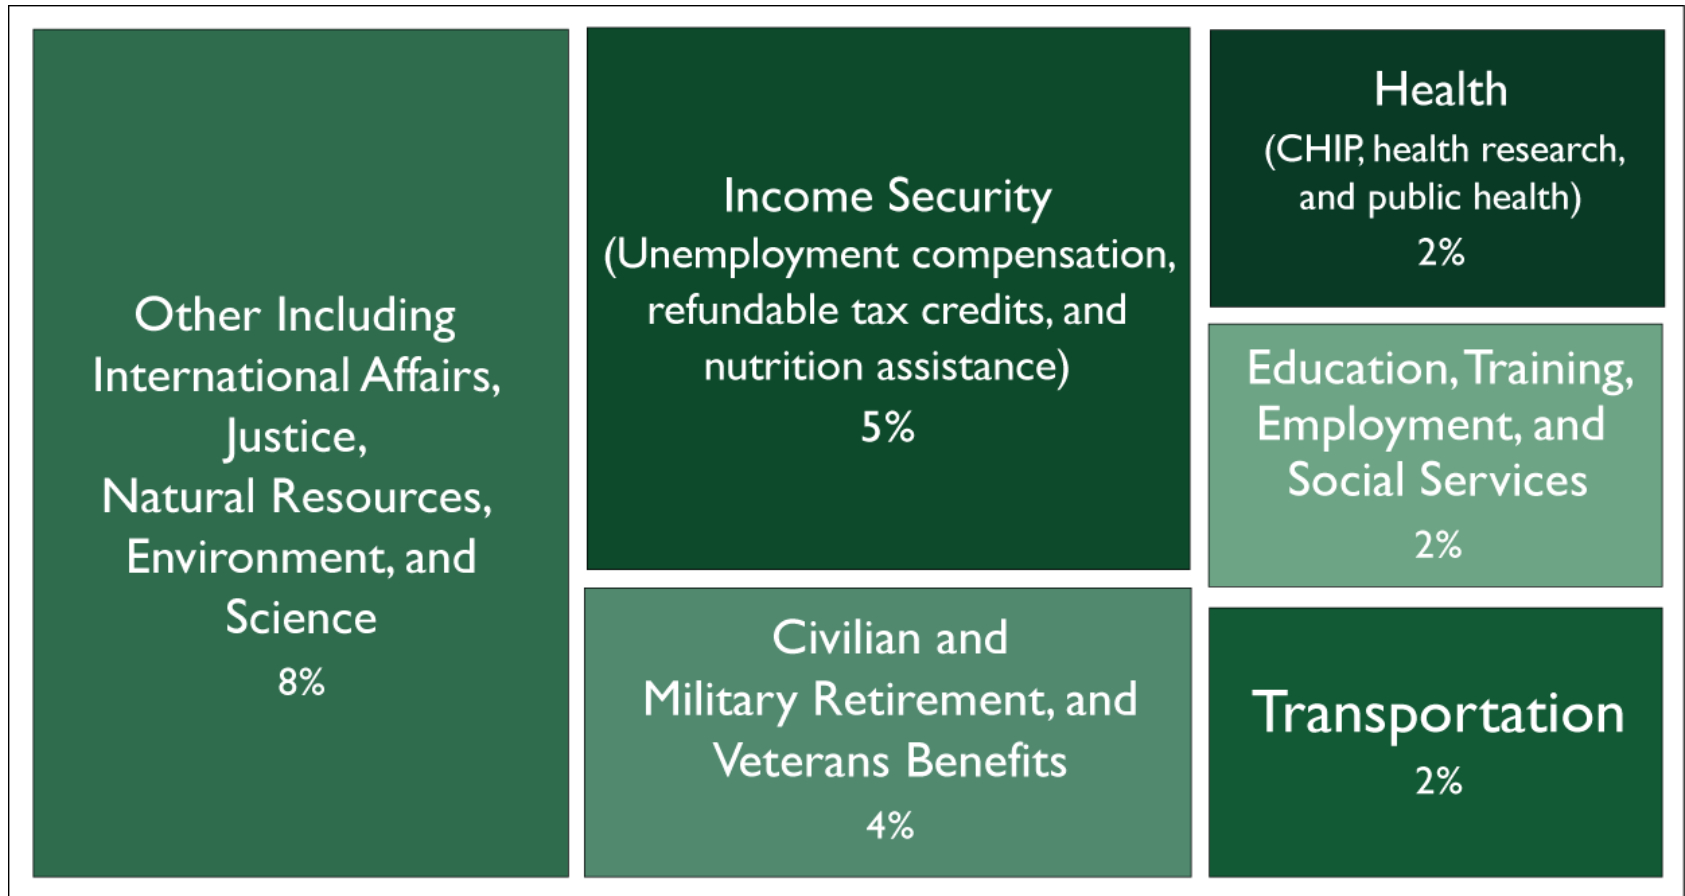 Other Including
International Affairs,
Justice,
Natural Resources,
Environment, and
Science
8%
Income Security
(Unemployment compensation,
refundable tax credits, and
nutrition assistance)
5%
Civilian and
Military Retirement, and
Veterans Benefits
4%
Health
(CHIP, health research,
and public health)
2%
Education, Training,
Employment, and
Social Services
2%
Transportation
2%